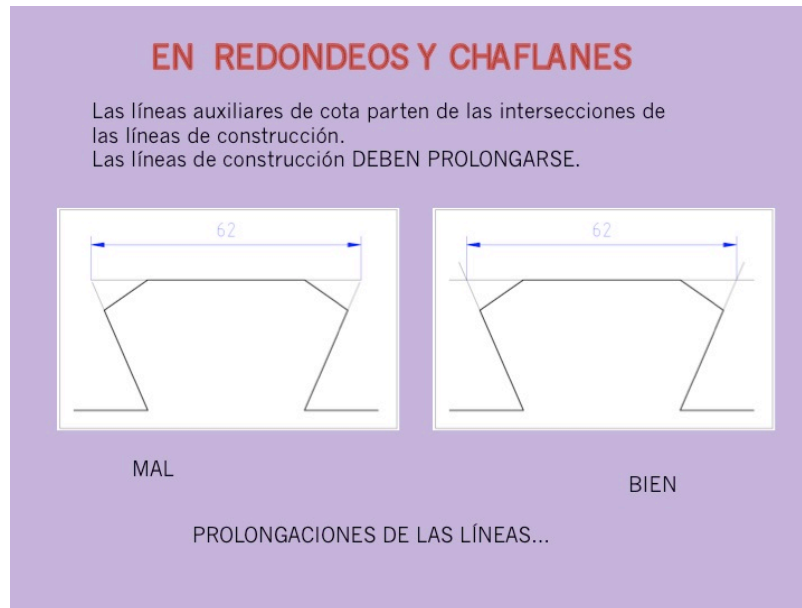 EN REDONDEOS Y CHAFLANES
Las líneas auxiliares de cota parten de las intersecciones de
las líneas de construcción.
Las líneas de construcción DEBEN PROLONGARSE.
62
62
MAL
BIEN
PROLONGACIONES DE LAS LÍNEAS...